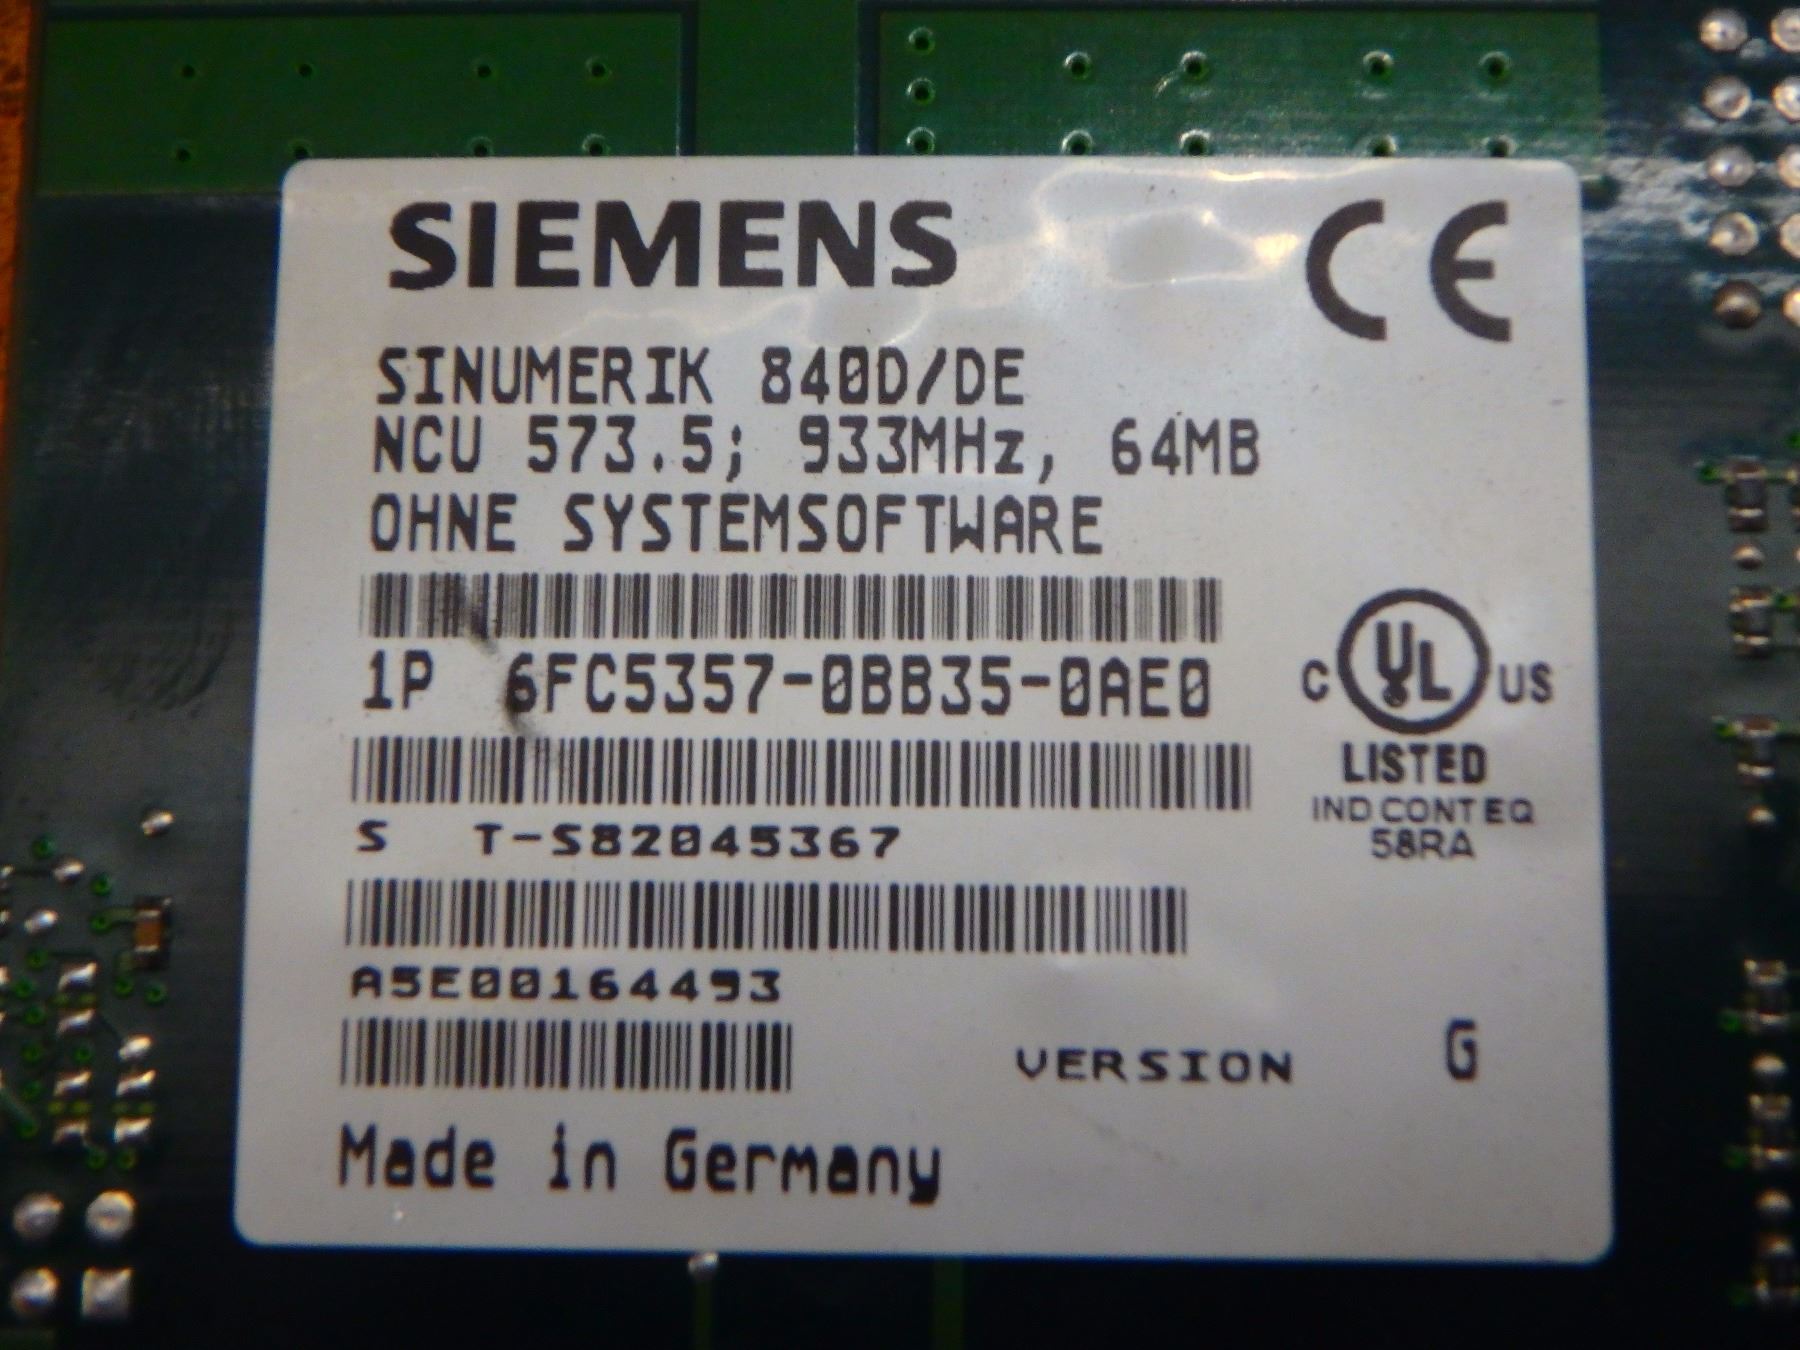 SIEMENS
CE
SINUMERIK 840D/DE
NCU 573.5; 933MHz, 64MB
OHNE SYSTEMSOFTWARE
1P 6FC5357-0BB35-0AE0
C UL US
LISTED
IND CONT EQ
58RA
S T-S82045367
A5E00164493
VERSION G
Made in Germany